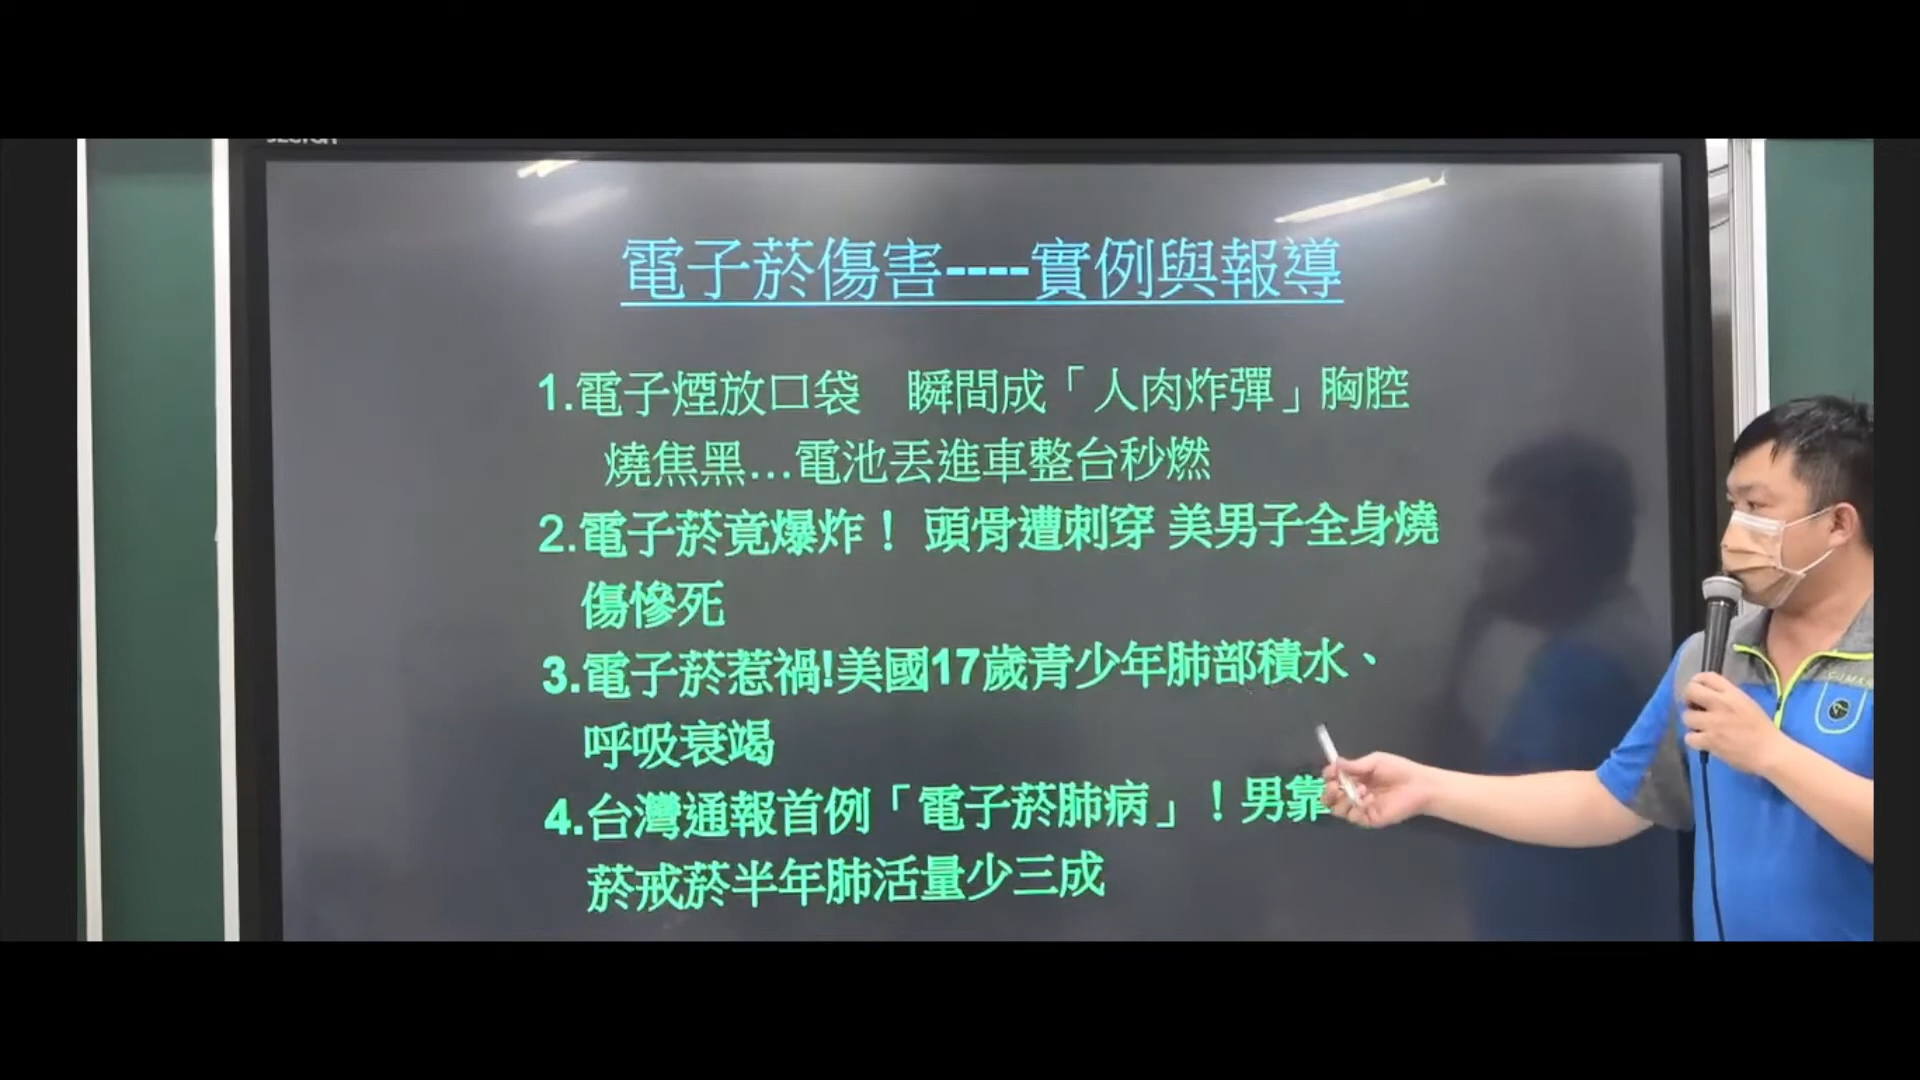 電子菸傷害----實例與報導
1.電子煙放口袋　瞬間成「人肉炸彈」胸腔
燒焦黑...電池丟進車整台秒燃
2.電子菸竟爆炸！ 頭骨遭刺穿 美男子全身燒
傷慘死
3.電子菸惹禍!美國17歲青少年肺部積水、
呼吸衰竭
4.台灣通報首例「電子菸肺病」！男靠
菸戒菸半年肺活量少三成